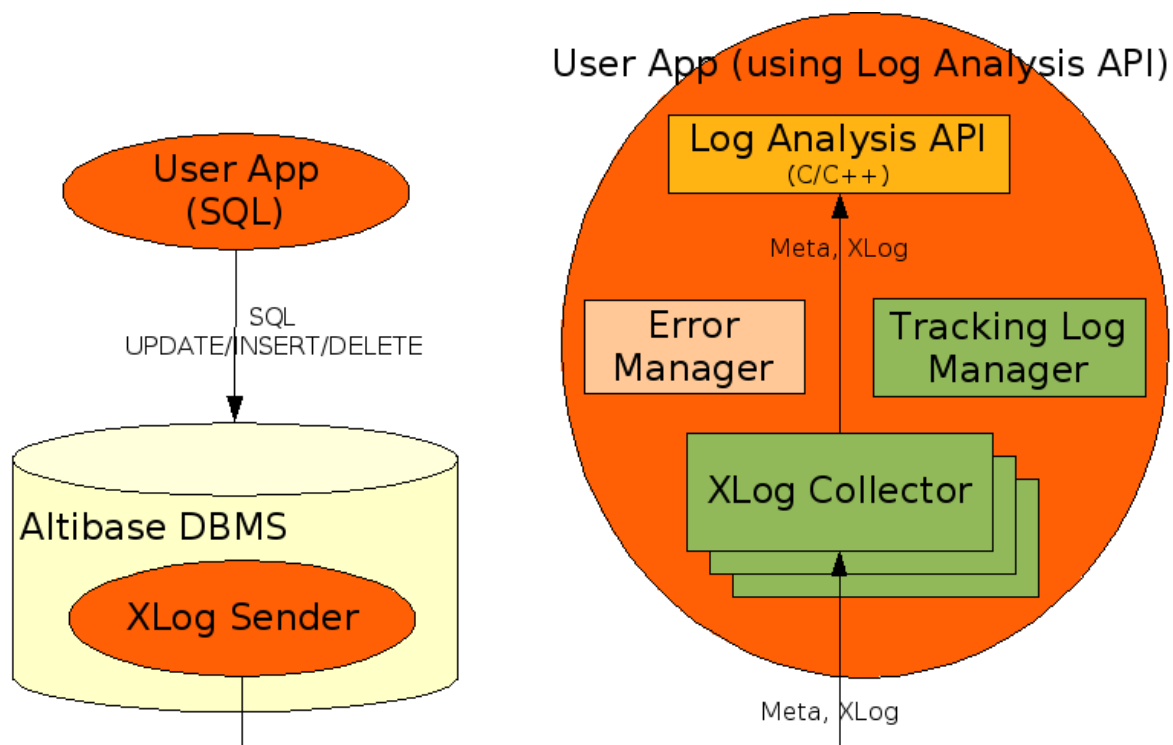 User App (using Log Analysis API)
Log Analysis API
(C/C++)
User App
(SQL)
Meta, XLog
SQL
UPDATE/INSERT/DELETE
Error
Manager
Tracking Log
Manager
XLog Collector
Altibase DBMS
XLog Sender
Meta, XLog